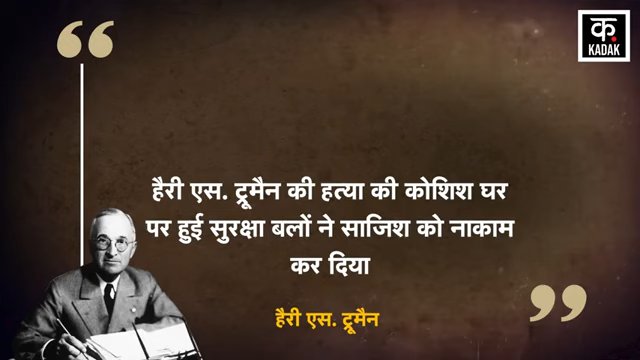 क.
KADAK
हैरी एस. ट्रूमैन की हत्या की कोशिश घर
पर हुई सुरक्षा बलों ने साजिश को नाकाम
कर दिया
हैरी एस. ट्रूमैन